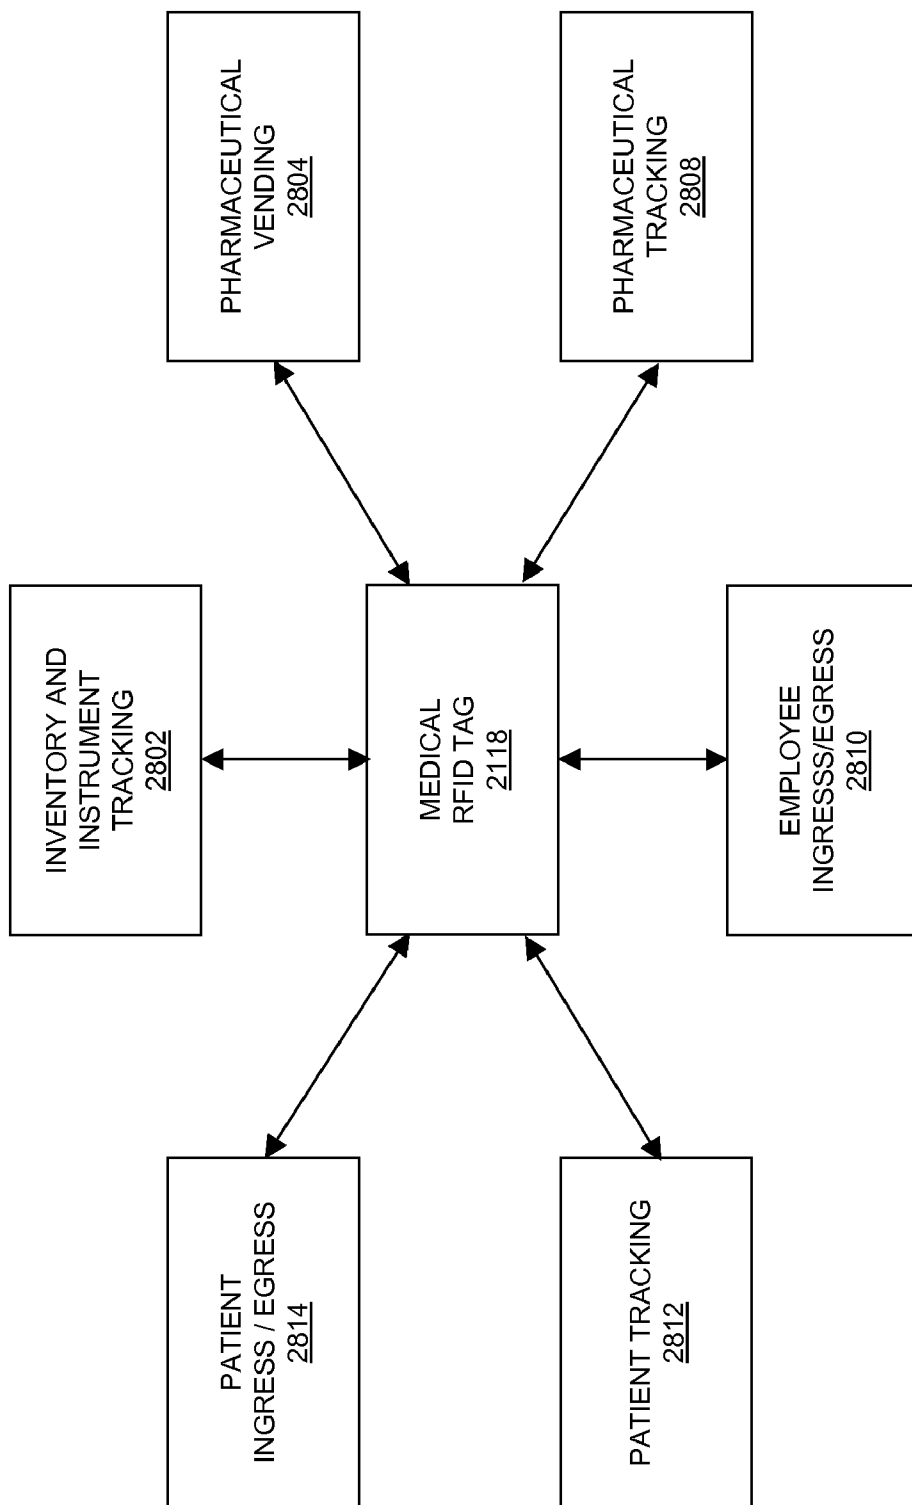 INVENTORY AND
INSTRUMENT
TRACKING
2802
PATIENT
INGRESS / EGRESS
2814
PHARMACEUTICAL
VENDING
2804
MEDICAL
RFID TAG
2118
PATIENT TRACKING
2812
PHARMACEUTICAL
TRACKING
2808
EMPLOYEE
INGRESSS/EGRESS
2810